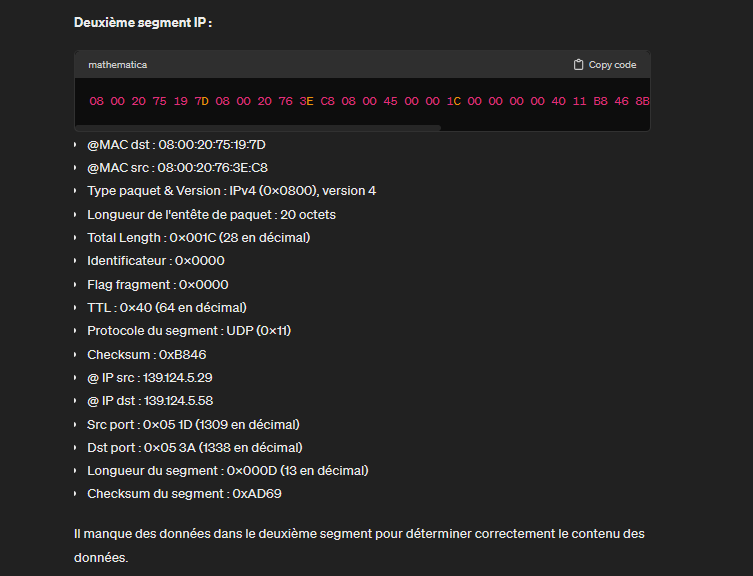 Deuxième segment IP :
mathematica
Copy code
08 00 20 75 19 7D 08 00 20 76 3E C8 08 00 45 00 00 1C 00 00 00 00 40 11 B8 46 8B
@MAC dst : 08:00:20:75:19:7D
@MAC src : 08:00:20:76:3E:C8
Type paquet & Version : IPv4 (0×0800), version 4
Longueur de l'entête de paquet : 20 octets
Total Length : 0×001C (28 en décimal)
Identificateur : 0×0000
Flag fragment : 0×0000
TTL : 0×40 (64 en décimal)
Protocole du segment : UDP (0×11)
Checksum : 0xB846
@ IP src : 139.124.5.29
@ IP dst : 139.124.5.58
Src port : 0×05 1D (1309 en décimal)
Dst port : 0×05 3A (1338 en décimal)
Longueur du segment : 0×000D (13 en décimal)
Checksum du segment : 0xAD69
Il manque des données dans le deuxième segment pour déterminer correctement le contenu des
données.